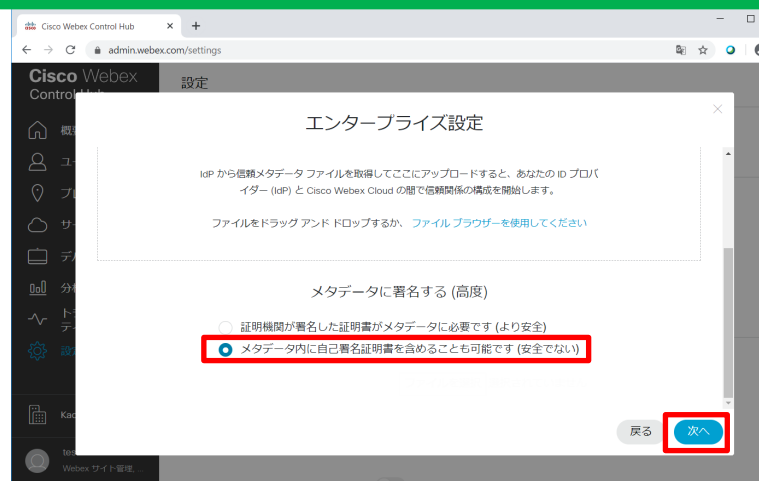 Cisco Webex Control Hub
admin.webex.com/settings
Cisco Webex
設定
エンタープライズ設定
IdP から信頼メタデータ ファイルを取得してここにアップロードすると、あなたの ID プロバ
イダー (IdP) と Cisco Webex Cloud の間で信頼関係の構成を開始します。
ファイルをドラッグ アンド ドロップするか、 ファイル ブラウザーを使用してください
メタデータに署名する (高度)
証明機関が署名した証明書がメタデータに必要です (より安全)
メタデータ内に自己署名証明書を含めることも可能です (安全でない)
戻る 次へ
Webex サイト管理, ...